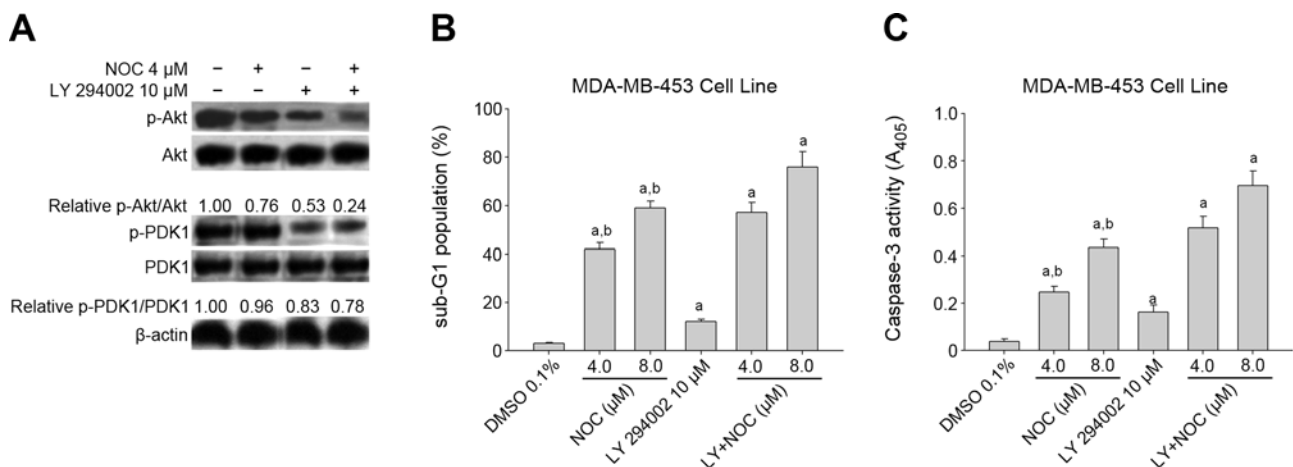 A
NOC 4 µM – + – +
LY 294002 10 µM – – + +
p-Akt
Akt
Relative p-Akt/Akt 1.00 0.76 0.53 0.24
p-PDK1
PDK1
Relative p-PDK1/PDK1 1.00 0.96 0.83 0.78
β-actin
B
MDA-MB-453 Cell Line
sub-G1 population (%)
100
80
60
40
20
0
a,b
a,b
a
a
a
4.0 8.0 4.0 8.0
DMSO 0.1%
NOC (µM)
LY 294002 10 µM
LY+NOC (µM)
C
MDA-MB-453 Cell Line
Caspase-3 activity (A405)
1.0
0.8
0.6
0.4
0.2
0
a,b
a,b
a
a
a
4.0 8.0 4.0 8.0
DMSO 0.1%
NOC (µM)
LY 294002 10 µM
LY+NOC (µM)